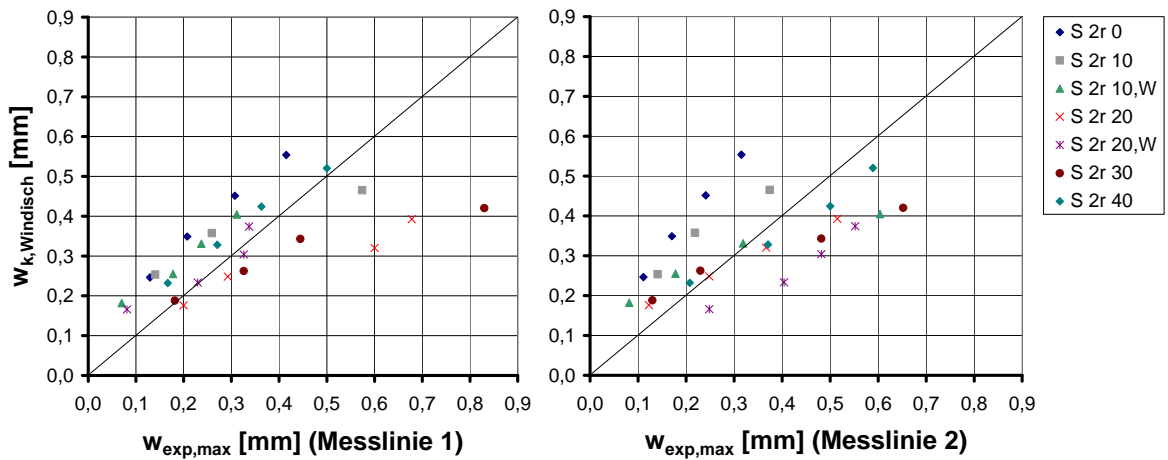 0,9
0,8
0,7
0,6
0,5
0,4
0,3
0,2
0,1
0,0
w_k,Windisch [mm]
0,0 0,1 0,2 0,3 0,4 0,5 0,6 0,7 0,8 0,9
w_exp,max [mm] (Messlinie 1)
0,9
0,8
0,7
0,6
0,5
0,4
0,3
0,2
0,1
0,0
0,0 0,1 0,2 0,3 0,4 0,5 0,6 0,7 0,8 0,9
w_exp,max [mm] (Messlinie 2)
S 2r 0
S 2r 10
S 2r 10,W
S 2r 20
S 2r 20,W
S 2r 30
S 2r 40